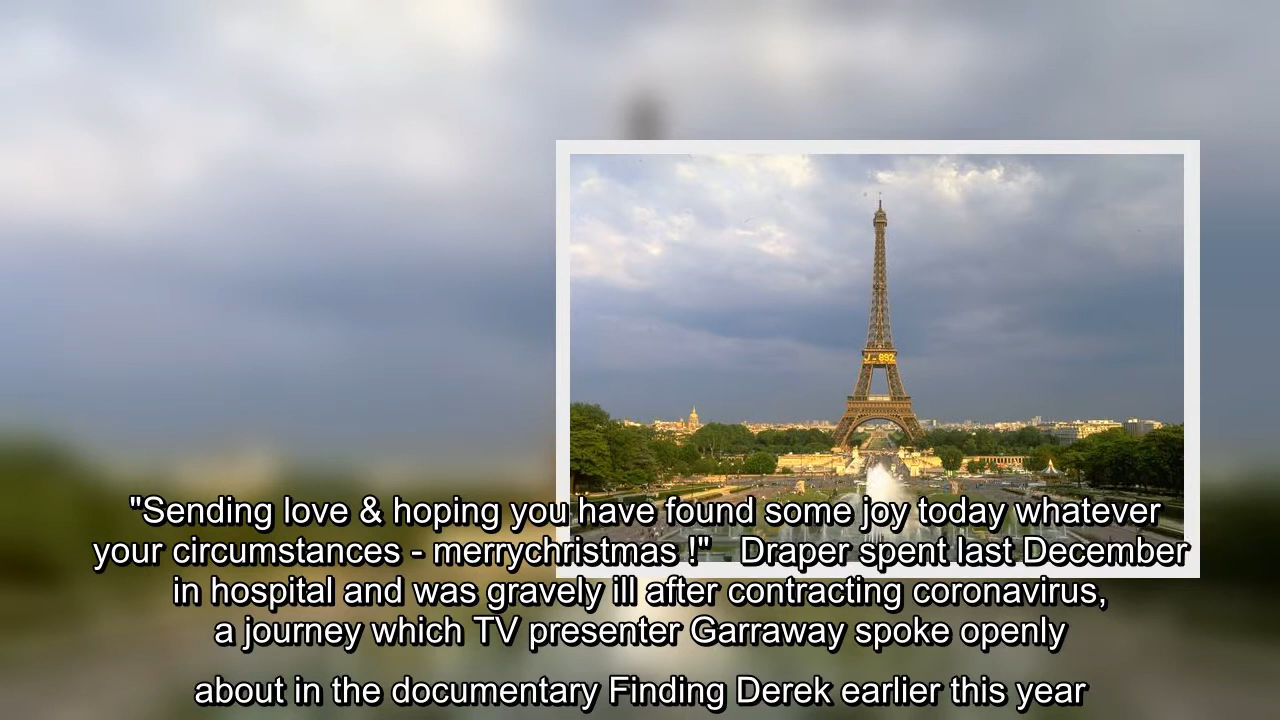 J - 892
"Sending love & hoping you have found some joy today whatever
your circumstances - merrychristmas !"   Draper spent last December
in hospital and was gravely ill after contracting coronavirus,
a journey which TV presenter Garraway spoke openly
about in the documentary Finding Derek earlier this year